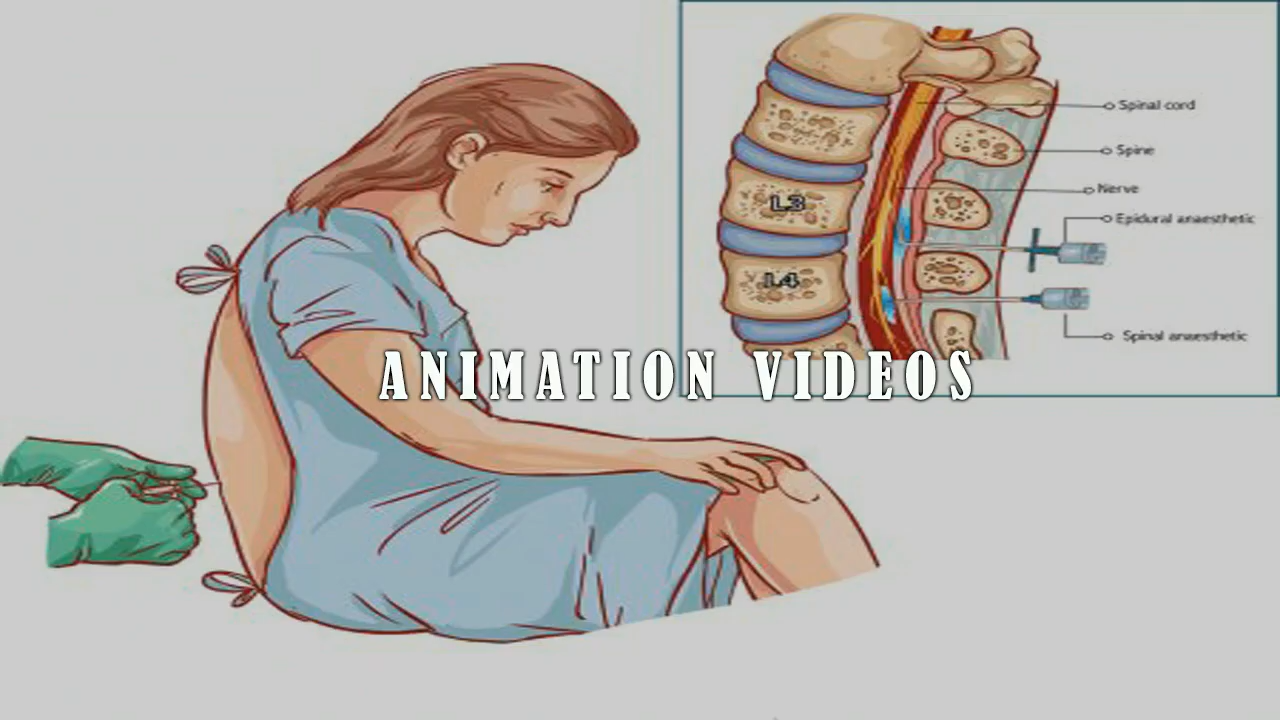 Spinal cord
Spine
Nerve
Epidural anaesthetic
L3
L4
Spinal anaesthetic
ANIMATION VIDEOS